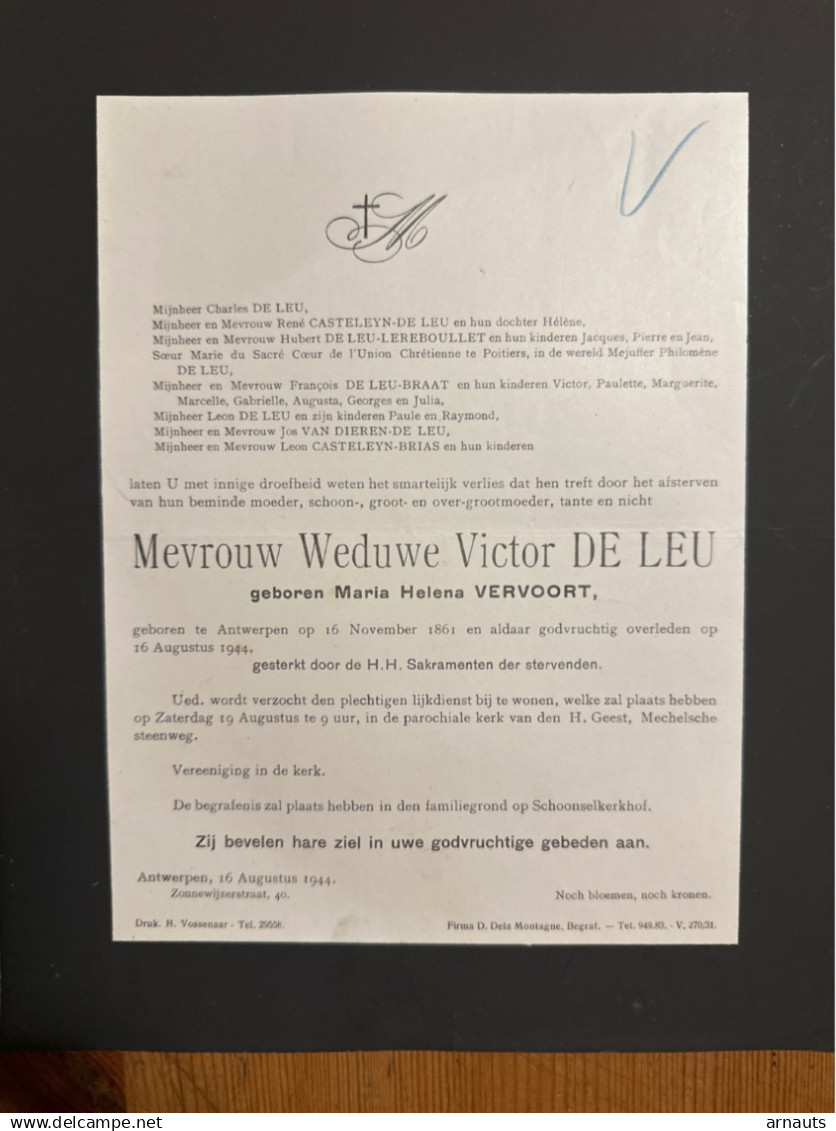 V
M
Mijnheer Charles DE LEU,
Mijnheer en Mevrouw René CASTELEYN-DE LEU en hun dochter Hélène,
Mijnheer en Mevrouw Hubert DE LEU-LEREBOULLET en hun kinderen Jacques, Pierre en Jean,
Sœur Marie du Sacré Cœur de l'Union Chrétienne te Poitiers, in de wereld Mejuffer Philomène
DE LEU,
Mijnheer en Mevrouw François DE LEU-BRAAT en hun kinderen Victor, Paulette, Marguerite,
Marcelle, Gabrielle, Augusta, Georges en Julia,
Mijnheer Leon DE LEU en zijn kinderen Paule en Raymond,
Mijnheer en Mevrouw Jos VAN DIEREN-DE LEU,
Mijnheer en Mevrouw Leon CASTELEYN-BRIAS en hun kinderen
laten U met innige droefheid weten het smartelijk verlies dat hen treft door het afsterven
van hun beminde moeder, schoon-, groot- en over-grootmoeder, tante en nicht
Mevrouw Weduwe Victor DE LEU
geboren Maria Helena VERVOORT,
geboren te Antwerpen op 16 November 1861 en aldaar godvruchtig overleden op
16 Augustus 1944,
gesterkt door de H.H. Sakramenten der stervenden.
Ued. wordt verzocht den plechtigen lijkdienst bij te wonen, welke zal plaats hebben
op Zaterdag 19 Augustus te 9 uur, in de parochiale kerk van den H. Geest, Mechelsche
steenweg.
Vereeniging in de kerk.
De begrafenis zal plaats hebben in den familiegrond op Schoonselkerkhof.
Zij bevelen hare ziel in uwe godvruchtige gebeden aan.
Antwerpen, 16 Augustus 1944.
Zonnewijzerstraat, 40.
Noch bloemen, noch kronen.
Druk. H. Vossenaar - Tel.
Firma D. Dela Montagne, Begraf. — Tel. 949.83. - V. 270,31.
delcampe.net
arnauts